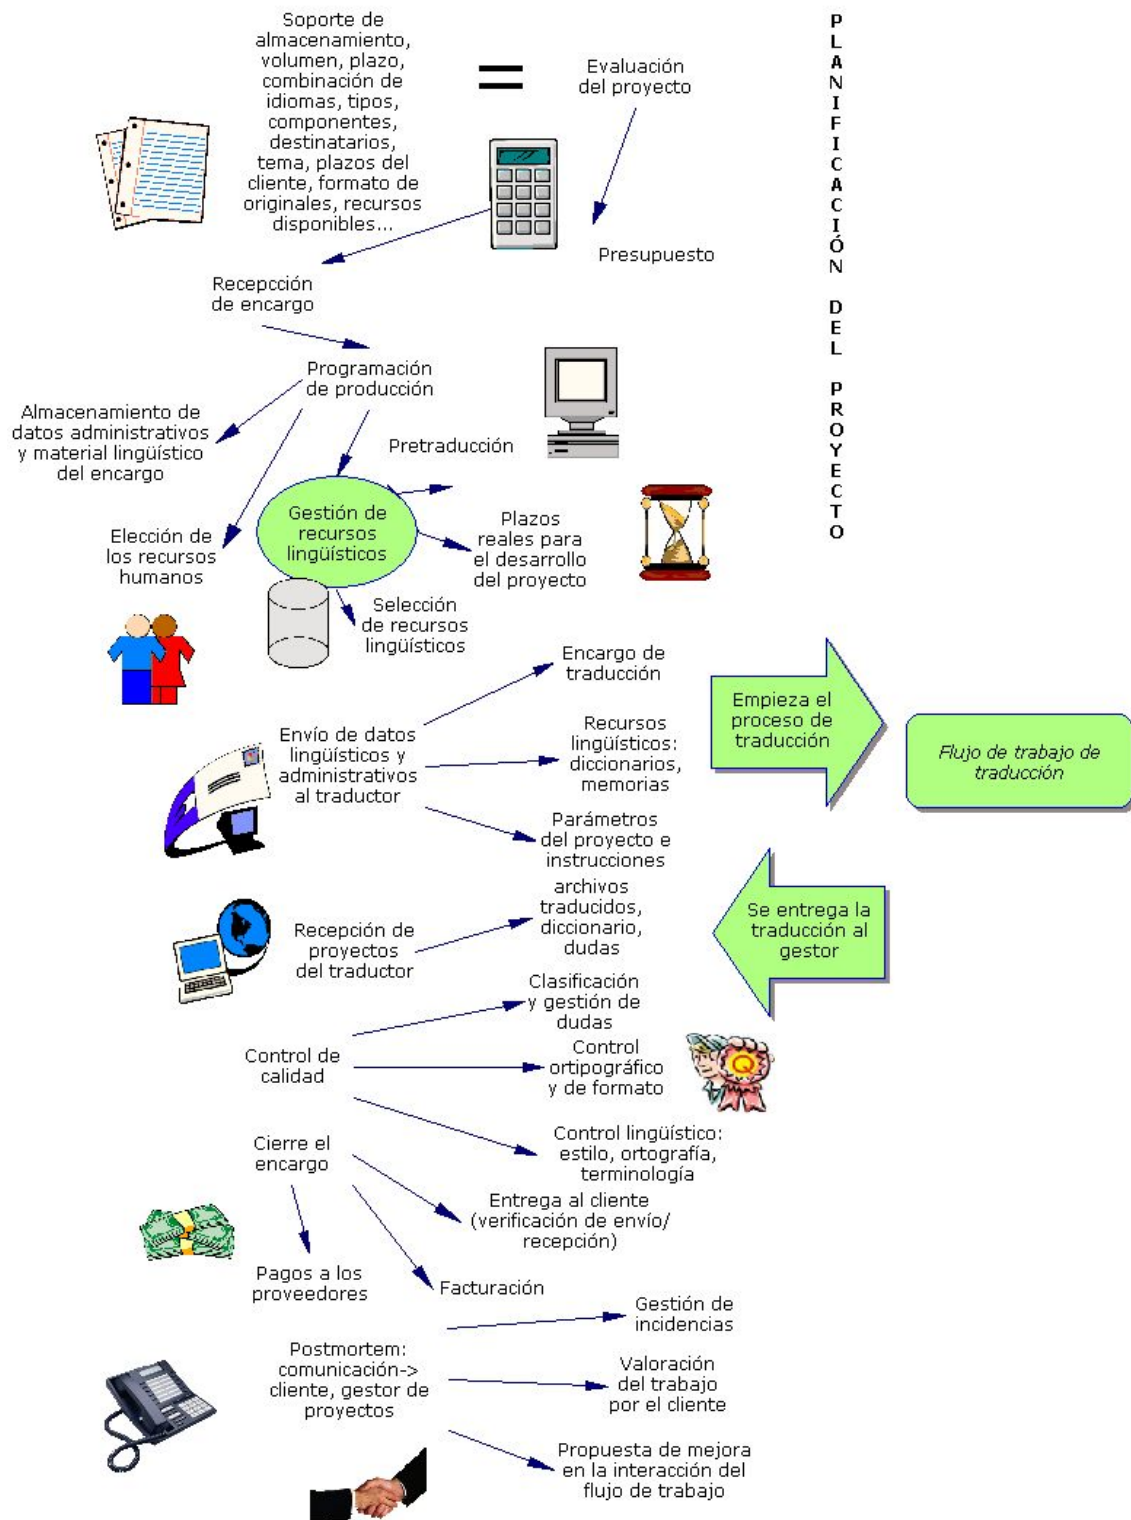 Soporte de
almacenamiento,
volumen, plazo,
combinación de
idiomas, tipos,
componentes,
destinatarios,
tema, plazos del
cliente, formato de
originales, recursos
disponibles...
=
Evaluación
del proyecto
Presupuesto
PLANIFICACIÓN DEL PROYECTO
Recepcción
de encargo
Programación
de producción
Almacenamiento de
datos administrativos
y material lingüístico
del encargo
Pretraducción
Gestión de
recursos
lingüísticos
Elección de
los recursos
humanos
Plazos
reales para
el desarrollo
del proyecto
Selección
de recursos
lingüísticos
Encargo de
traducción
Envío de datos
lingüísticos y
administrativos
al traductor
Recursos
lingüísticos:
diccionarios,
memorias
Parámetros
del proyecto e
instrucciones
Empieza el
proceso de
traducción
Flujo de trabajo de
traducción
archivos
traducidos,
diccionario,
dudas
Recepción de
proyectos
del traductor
Se entrega la
traducción al
gestor
Clasificación
y gestión de
dudas
Control de
calidad
Control
ortipográfico
y de formato
Q
Control lingüístico:
estilo, ortografía,
terminología
Cierre el
encargo
Entrega al cliente
(verificación de envío/
recepción)
Pagos a los
proveedores
Facturación
Gestión de
incidencias
Postmortem:
comunicación->
cliente, gestor de
proyectos
Valoración
del trabajo
por el cliente
Propuesta de mejora
en la interacción del
flujo de trabajo